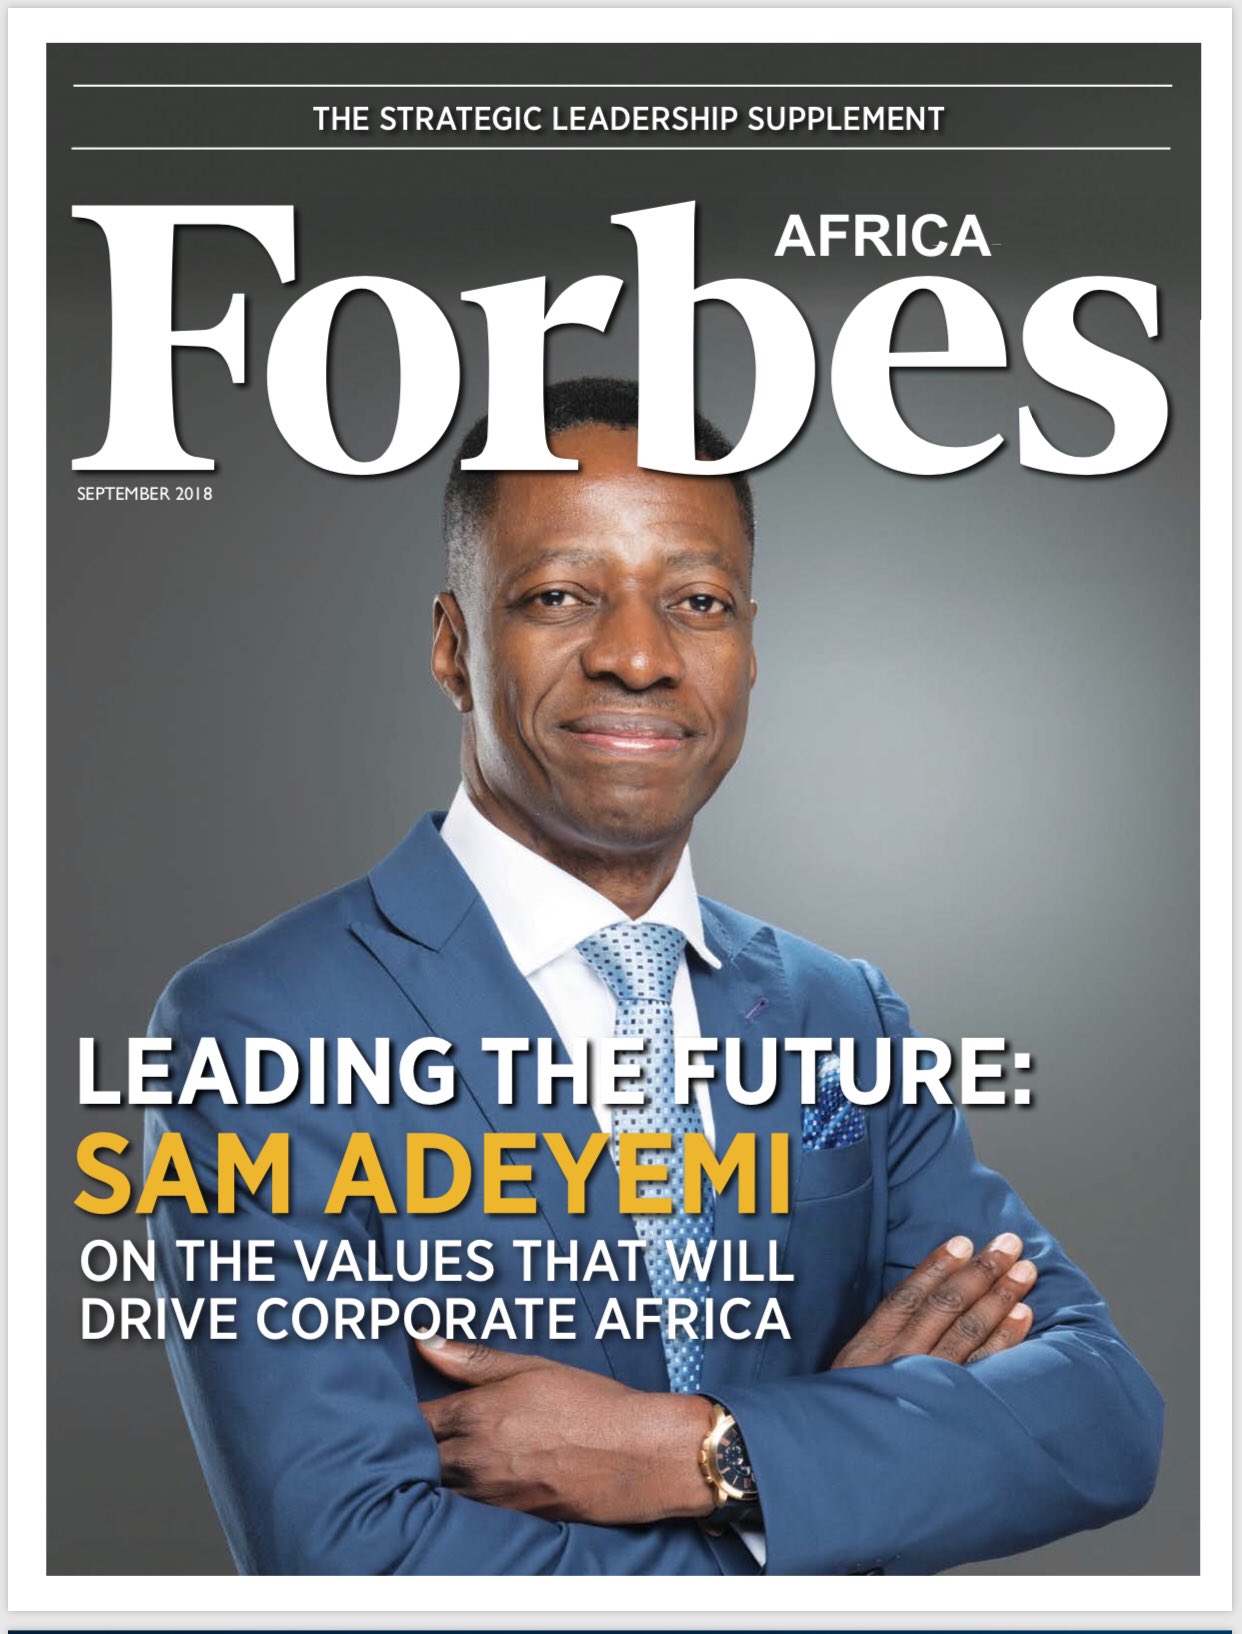 THE STRATEGIC LEADERSHIP SUPPLEMENT
Forbes
AFRICA
SEPTEMBER 2018
LEADING THE FUTURE:
SAM ADEYEMI
ON THE VALUES THAT WILL
DRIVE CORPORATE AFRICA